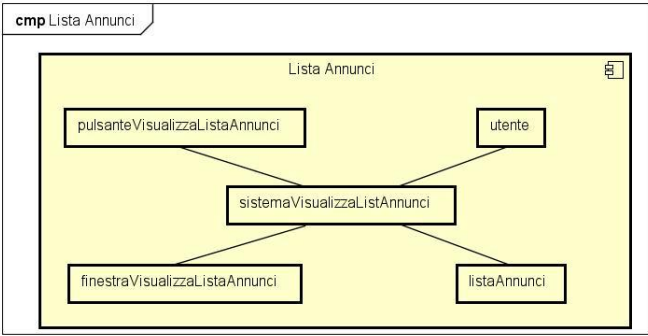 cmp Lista Annunci
Lista Annunci
pulsanteVisualizzaListaAnnunci
utente
sistemaVisualizzaListAnnunci
finestraVisualizzaListaAnnunci
listaAnnunci